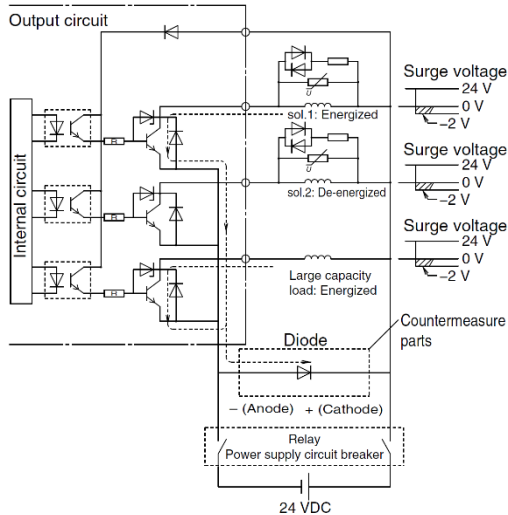 Output circuit
Internal circuit
R
R
R
U
sol.1: Energized
U
sol.2: De-energized
Large capacity
load: Energized
Surge voltage
24 V
0 V
−2 V
Surge voltage
24 V
0 V
−2 V
Surge voltage
24 V
0 V
−2 V
Countermeasure
parts
Diode
− (Anode) + (Cathode)
Relay
Power supply circuit breaker
24 VDC